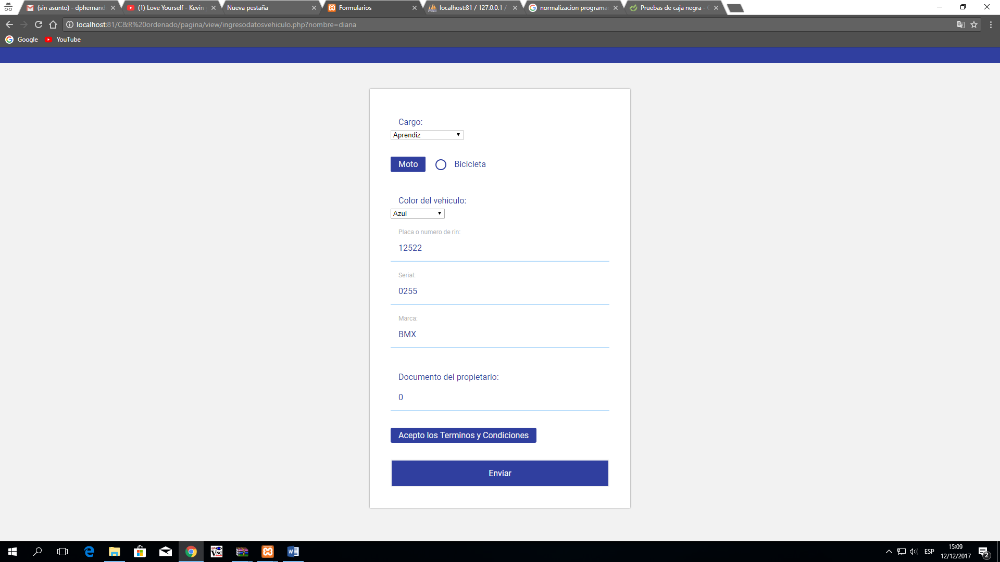 (sin asunto) - dphernand
(1) Love Yourself - Kevin
Nueva pestaña
Formularios
localhost:81 / 127.0.0.1 /
normalizacion programa
Pruebas de caja negra -
localhost:81/C&R%20ordenado/pagina/view/ingresodatosvehiculo.php?nombre=diana
Google
YouTube
Cargo:
Aprendiz
Moto
Bicicleta
Color del vehiculo:
Azul
Placa o numero de rin:
12522
Serial:
0255
Marca:
BMX
Documento del propietario:
0
Acepto los Terminos y Condiciones
Enviar
VNC
ESP
15:09
12/12/2017
2